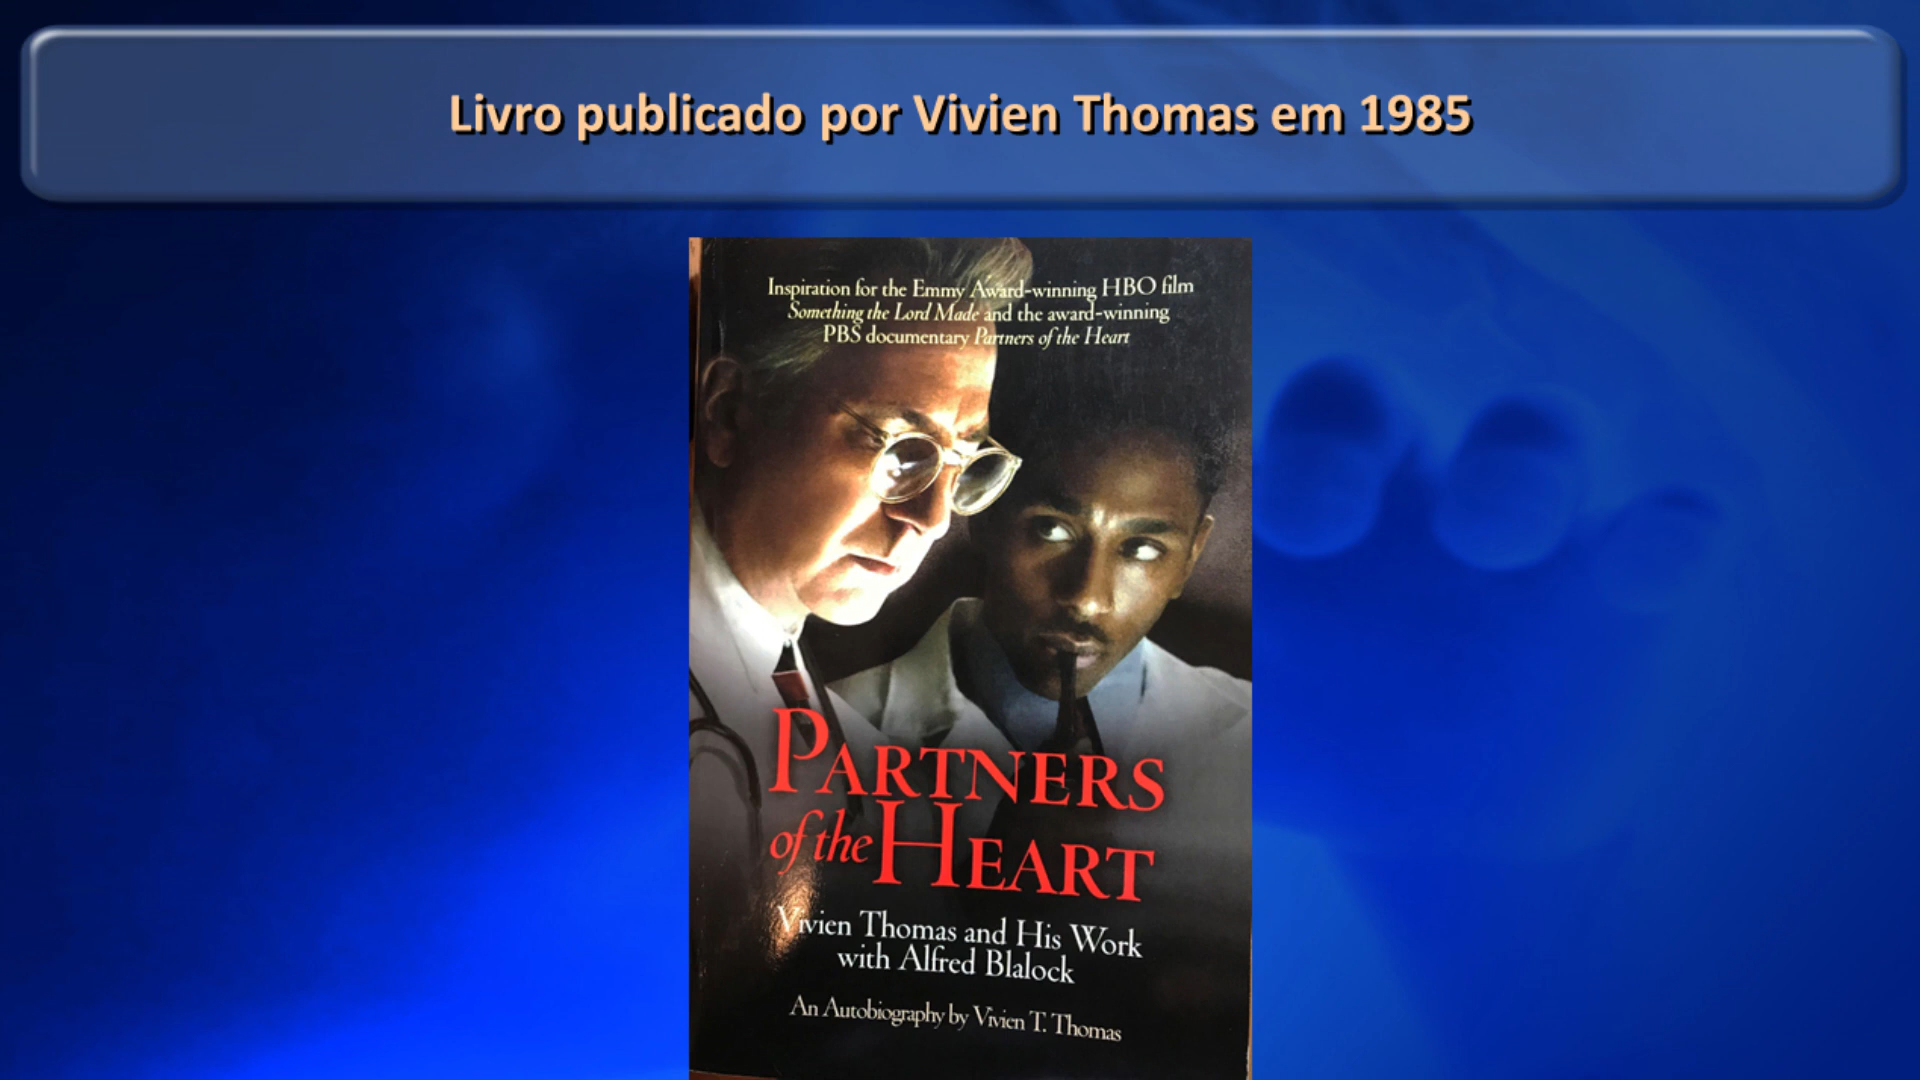 Livro publicado por Vivien Thomas em 1985
Inspiration for the Emmy Award-winning HBO film
Something the Lord Made and the award-winning
PBS documentary Partners of the Heart
PARTNERS
of the HEART
Vivien Thomas and His Work
with Alfred Blalock
An Autobiography by Vivien T. Thomas